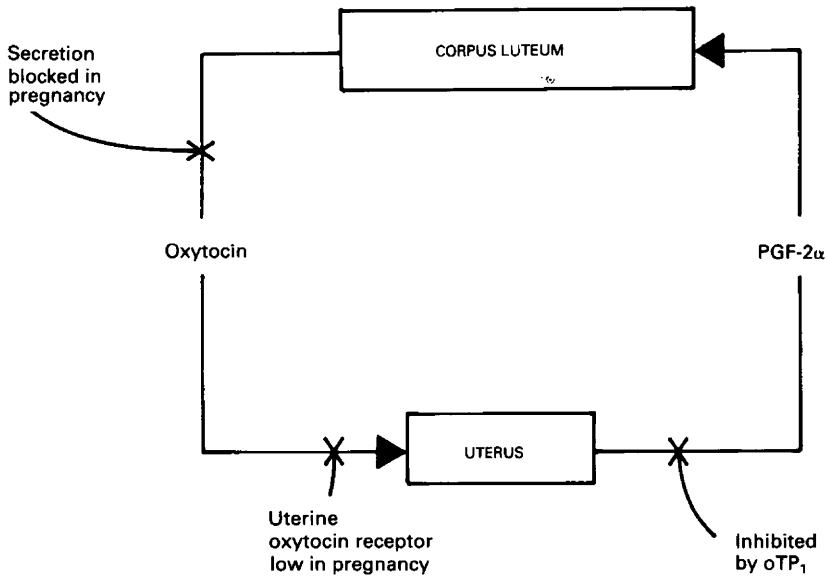 CORPUS LUTEUM
Secretion
blocked in
pregnancy
Oxytocin
PGF-2α
UTERUS
Uterine
oxytocin receptor
low in pregnancy
Inhibited
by oTP₁